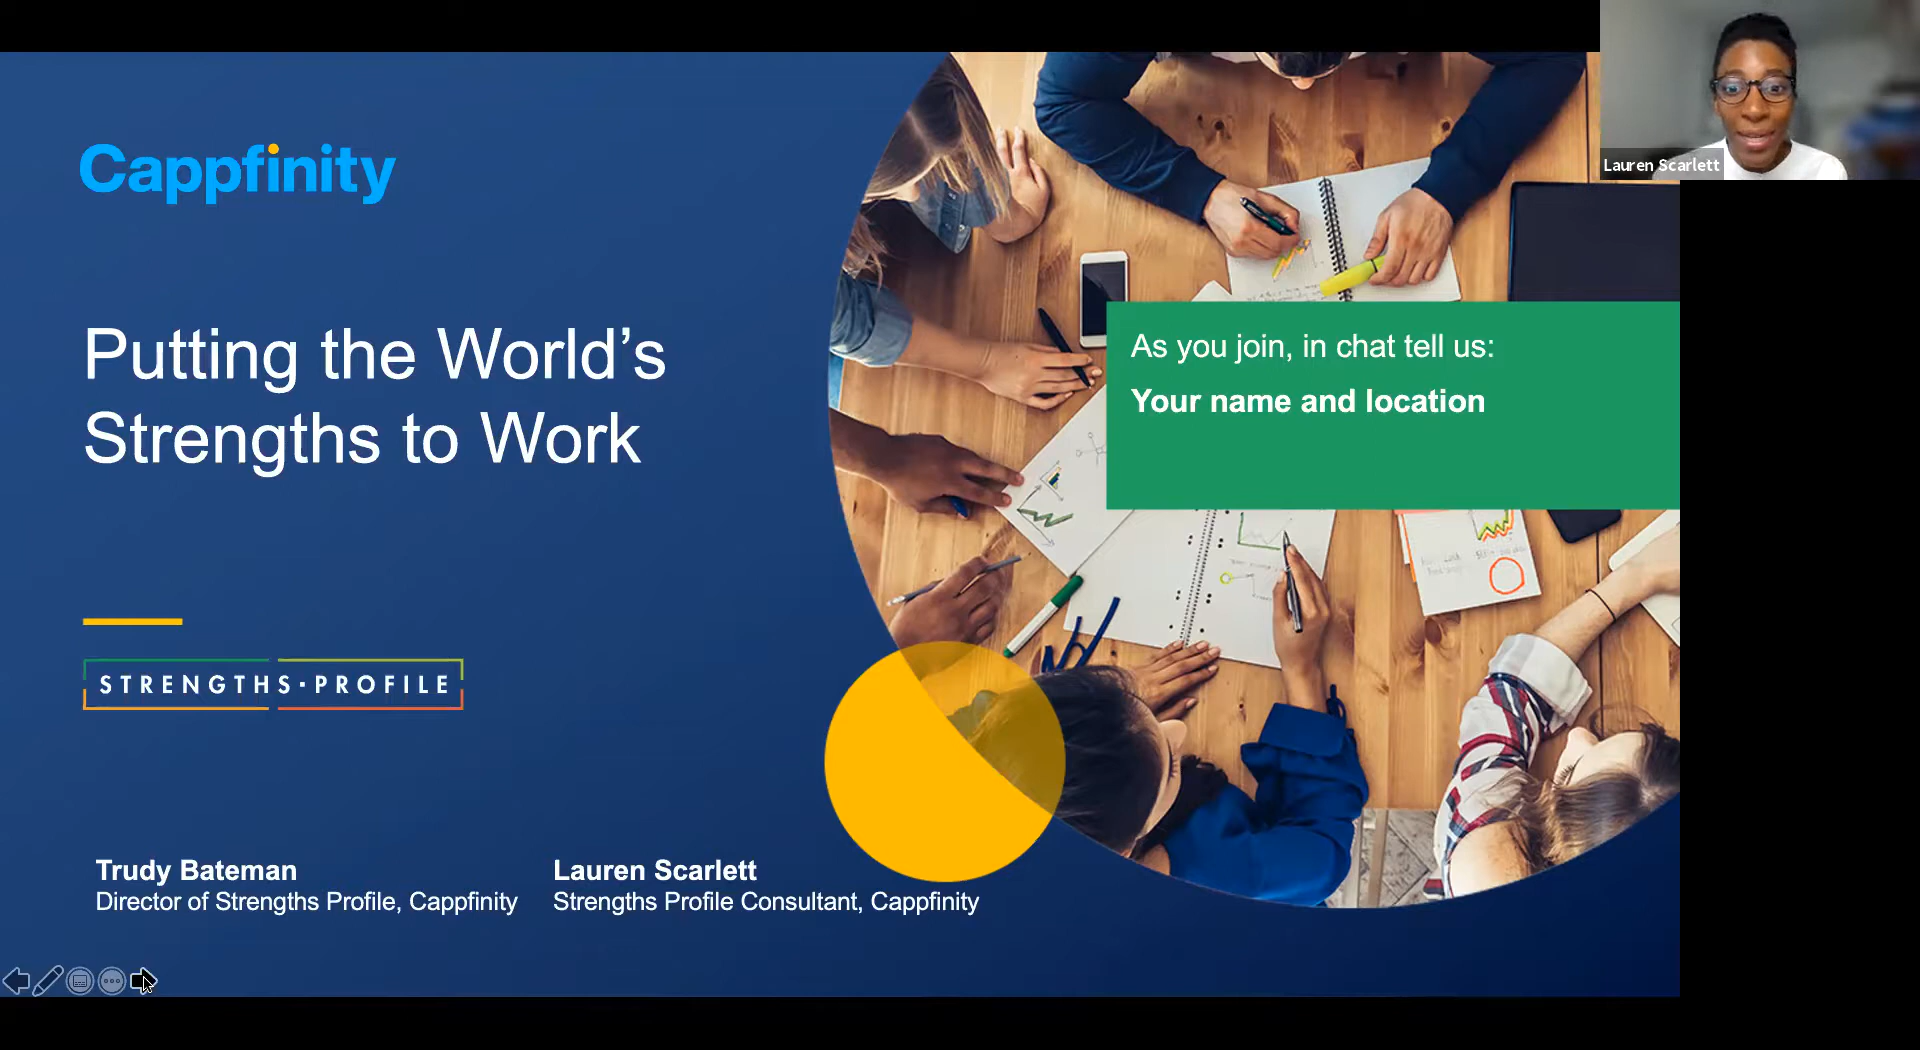 Cappfinity
Putting the World’s
Strengths to Work
STRENGTHS·PROFILE
Trudy Bateman
Director of Strengths Profile, Cappfinity
Lauren Scarlett
Strengths Profile Consultant, Cappfinity
As you join, in chat tell us:
Your name and location
Lauren Scarlett